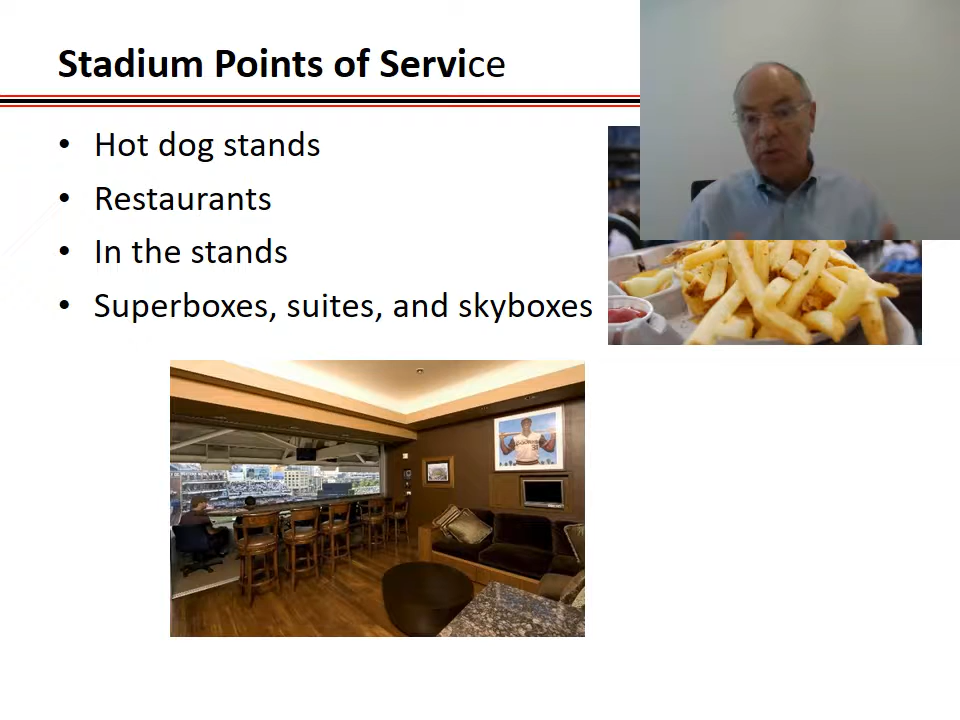 Stadium Points of Service
• Hot dog stands
• Restaurants
• In the stands
• Superboxes, suites, and skyboxes